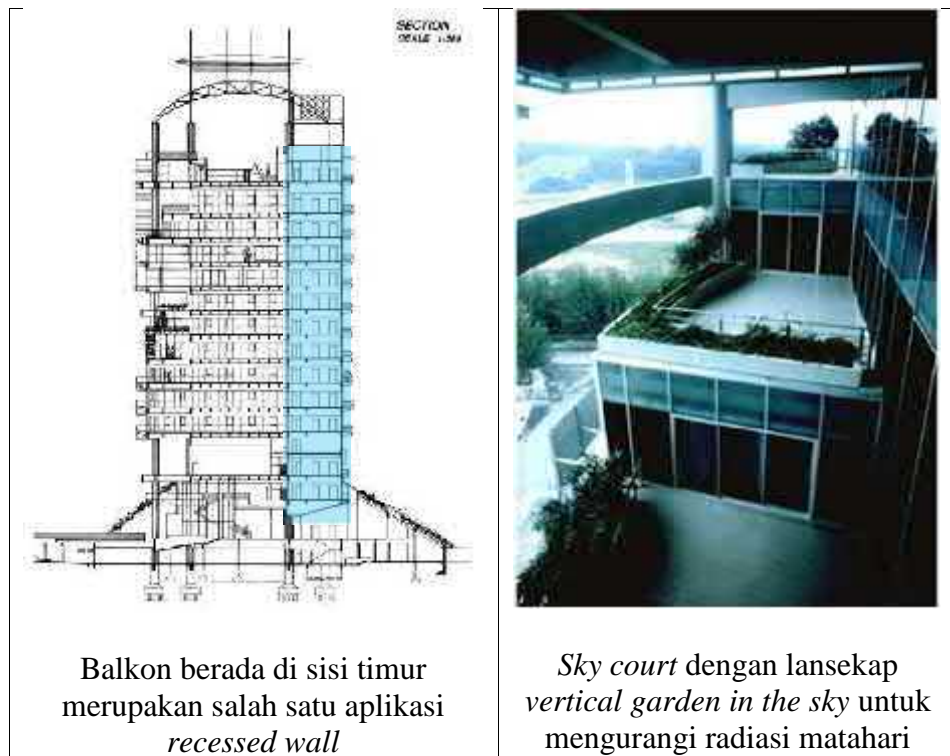 SECTION
Balkon berada di sisi timur
merupakan salah satu aplikasi
recessed wall
Sky court dengan lansekap
vertical garden in the sky untuk
mengurangi radiasi matahari